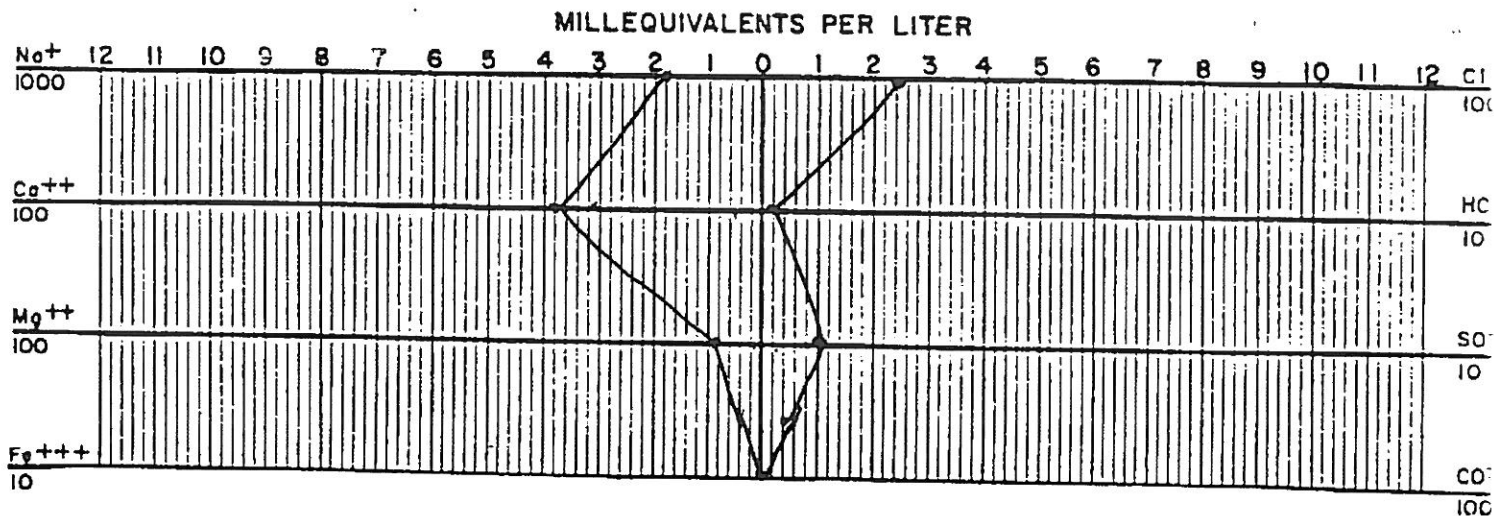 MILLEQUIVALENTS PER LITER
Na+ 12 11 10 9 8 7 6 5 4 3 2 1 0 1 2 3 4 5 6 7 8 9 10 11 12 Cl
1000 100
Ca++ HC
100 10
Mg++ SO
100 10
Fe+++ CO
10 100